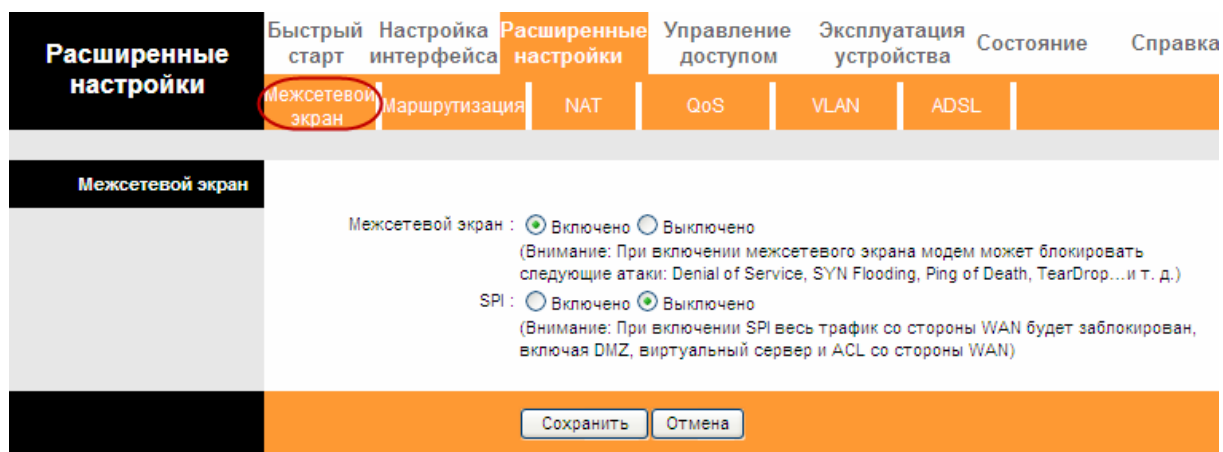 Расширенные настройки
Быстрый старт
Настройка интерфейса
Расширенные настройки
Управление доступом
Эксплуатация устройства
Состояние
Справка
Межсетевой экран
Маршрутизация
NAT
QoS
VLAN
ADSL
Межсетевой экран
Межсетевой экран : Включено Выключено
(Внимание: При включении межсетевого экрана модем может блокировать
следующие атаки: Denial of Service, SYN Flooding, Ping of Death, TearDrop...и т. д.)
SPI : Включено Выключено
(Внимание: При включении SPI весь трафик со стороны WAN будет заблокирован,
включая DMZ, виртуальный сервер и ACL со стороны WAN)
Сохранить Отмена